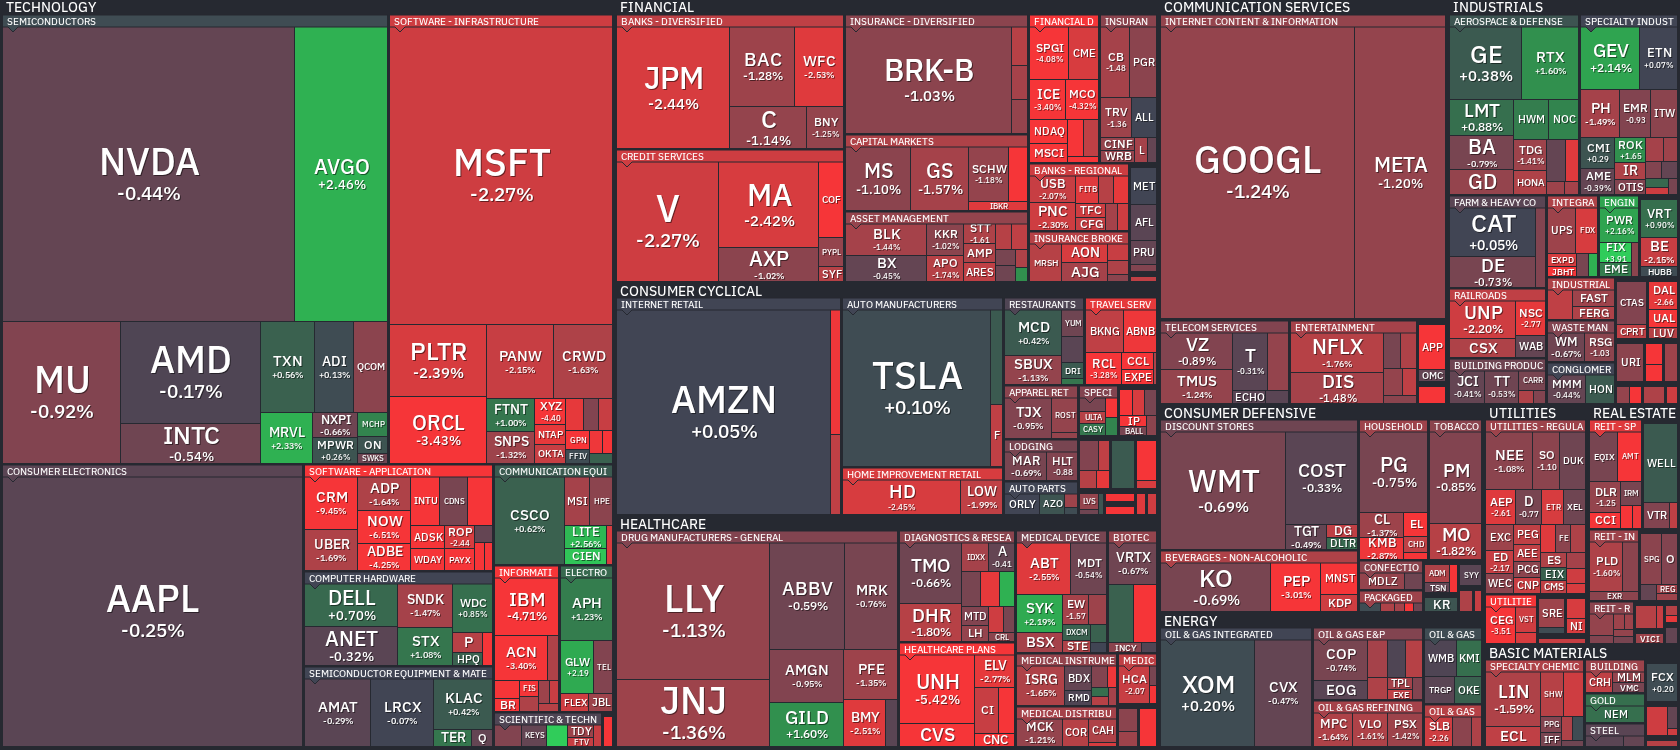 TECHNOLOGY
SEMICONDUCTORS
NVDA
-0.44%
AVGO
+2.46%
MU
-0.92%
AMD
-0.17%
INTC
-0.54%
TXN
+0.56%
ADI
+0.13%
QCOM
MRVL
+2.33%
NXPI
-0.66%
MCHP
MPWR
+0.26%
ON
SWKS
SOFTWARE - INFRASTRUCTURE
MSFT
-2.27%
PLTR
-2.39%
PANW
-2.15%
CRWD
-1.63%
ORCL
-3.43%
FTNT
+1.00%
XYZ
-4.40
SNPS
-1.32%
NTAP
GPN
OKTA
FFIV
CONSUMER ELECTRONICS
AAPL
-0.25%
SOFTWARE - APPLICATION
CRM
-9.45%
ADP
-1.64%
INTU
CDNS
UBER
-1.69%
NOW
-6.51%
ADSK
ROP
-2.44
ADBE
-4.25%
WDAY
PAYX
COMMUNICATION EQUI
CSCO
+0.62%
MSI
HPE
LITE
+2.56%
CIEN
COMPUTER HARDWARE
DELL
+0.70%
SNDK
-1.47%
WDC
+0.85%
ANET
-0.32%
STX
+1.08%
P
HPQ
INFORMATI
IBM
-4.71%
ACN
-3.40%
FIS
BR
ELECTRO
APH
+1.23%
GLW
+2.19
TEL
FLEX
JBL
SEMICONDUCTOR EQUIPMENT & MATE
AMAT
-0.29%
LRCX
-0.07%
KLAC
+0.42%
TER
Q
SCIENTIFIC & TECHN
KEYS
TDY
FTV
FINANCIAL
BANKS - DIVERSIFIED
JPM
-2.44%
BAC
-1.28%
WFC
-2.53%
C
-1.14%
BNY
-1.25%
CREDIT SERVICES
V
-2.27%
MA
-2.42%
COF
AXP
-1.02%
PYPL
SYF
INSURANCE - DIVERSIFIED
BRK-B
-1.03%
CAPITAL MARKETS
MS
-1.10%
GS
-1.57%
SCHW
-1.18%
IBKR
ASSET MANAGEMENT
BLK
-1.44%
KKR
-1.02%
STT
-1.61
BX
-0.45%
APO
-1.74%
AMP
ARES
FINANCIAL D
SPGI
-4.08%
CME
ICE
-3.40%
MCO
-4.32%
NDAQ
MSCI
INSURAN
CB
-1.48
PGR
TRV
-1.36
ALL
CINF
WRB
L
BANKS - REGIONAL
USB
-2.07%
FITB
PNC
-2.30%
TFC
CFG
MET
AFL
PRU
INSURANCE BROKE
MRSH
AON
AJG
CONSUMER CYCLICAL
INTERNET RETAIL
AMZN
+0.05%
AUTO MANUFACTURERS
TSLA
+0.10%
F
HOME IMPROVEMENT RETAIL
HD
-2.45%
LOW
-1.99%
RESTAURANTS
MCD
+0.42%
YUM
SBUX
-1.13%
DRI
TRAVEL SERV
BKNG
ABNB
RCL
-3.28%
CCL
EXPE
APPAREL RET
TJX
-0.95%
ROST
SPECI
ULTA
CASY
IP
BALL
LODGING
MAR
-0.69%
HLT
-0.88
AUTO PARTS
ORLY
AZO
LVS
HEALTHCARE
DRUG MANUFACTURERS - GENERAL
LLY
-1.13%
ABBV
-0.59%
MRK
-0.76%
JNJ
-1.36%
AMGN
-0.95%
PFE
-1.35%
GILD
+1.60%
BMY
-2.51%
DIAGNOSTICS & RESEA
TMO
-0.66%
IDXX
A
-0.41
DHR
-1.80%
MTD
LH
CRL
MEDICAL DEVICE
ABT
-2.55%
MDT
-0.54%
SYK
+2.19%
EW
-1.57
BSX
DXCM
STE
BIOTEC
VRTX
-0.67%
INCY
HEALTHCARE PLANS
UNH
-5.42%
ELV
-2.77%
CI
CVS
CNC
MEDICAL INSTRUME
ISRG
-1.65%
BDX
RMD
MEDIC
HCA
-2.07
MEDICAL DISTRIBU
MCK
-1.21%
COR
CAH
COMMUNICATION SERVICES
INTERNET CONTENT & INFORMATION
GOOGL
-1.24%
META
-1.20%
TELECOM SERVICES
VZ
-0.89%
T
-0.31%
TMUS
-1.24%
ECHO
ENTERTAINMENT
NFLX
-1.76%
DIS
-1.48%
APP
OMC
INDUSTRIALS
AEROSPACE & DEFENSE
GE
+0.38%
RTX
+1.60%
LMT
+0.88%
HWM
NOC
BA
-0.79%
TDG
-1.41%
GD
HONA
SPECIALTY INDUST
GEV
+2.14%
ETN
+0.07%
PH
-1.49%
EMR
-0.93
ITW
CMI
+0.29
ROK
+1.65
AME
-0.39%
IR
OTIS
FARM & HEAVY CO
CAT
+0.05%
DE
-0.73%
INTEGRA
UPS
FDX
EXPD
JBHT
ENGIN
PWR
+2.16%
FIX
+3.91
EME
VRT
+0.90%
BE
-2.15%
HUBB
RAILROADS
UNP
-2.20%
NSC
-2.77
CSX
WAB
INDUSTRIAL
FAST
FERG
CTAS
CPRT
DAL
-2.66
UAL
LUV
WASTE MAN
WM
-0.67%
RSG
-1.03
URI
BUILDING PRODUC
JCI
-0.41%
TT
-0.53%
CARR
CONGLOMER
MMM
-0.44%
HON
CONSUMER DEFENSIVE
DISCOUNT STORES
WMT
-0.69%
COST
-0.33%
TGT
-0.49%
DG
DLTR
HOUSEHOLD
PG
-0.75%
CL
-1.37%
EL
KMB
-2.87%
CHD
TOBACCO
PM
-0.85%
MO
-1.82%
BEVERAGES - NON-ALCOHOLIC
KO
-0.69%
PEP
-3.01%
MNST
KDP
CONFECTIO
MDLZ
PACKAGED
ADM
TSN
SYY
KR
UTILITIES
UTILITIES - REGULA
NEE
-1.08%
SO
-1.10
DUK
AEP
-2.61
D
-0.77
ETR
XEL
EXC
PEG
FE
ED
-2.17
AEE
PCG
ES
EIX
WEC
CNP
CMS
UTILITIE
CEG
-3.51
VST
SRE
NI
REAL ESTATE
REIT - SP
EQIX
AMT
WELL
DLR
-1.25
IRM
CCI
VTR
REIT - IN
PLD
-1.60%
EXR
SPG
O
REG
REIT - R
VICI
ENERGY
OIL & GAS INTEGRATED
XOM
+0.20%
CVX
-0.47%
OIL & GAS E&P
COP
-0.74%
EOG
TPL
EXE
OIL & GAS
WMB
KMI
TRGP
OKE
OIL & GAS REFINING
MPC
-1.64%
VLO
-1.61%
PSX
-1.42%
OIL & GAS
SLB
-2.26
BASIC MATERIALS
SPECIALTY CHEMIC
LIN
-1.59%
SHW
ECL
PPG
IFF
BUILDING
CRH
MLM
VMC
FCX
+0.20
GOLD
NEM
STEEL